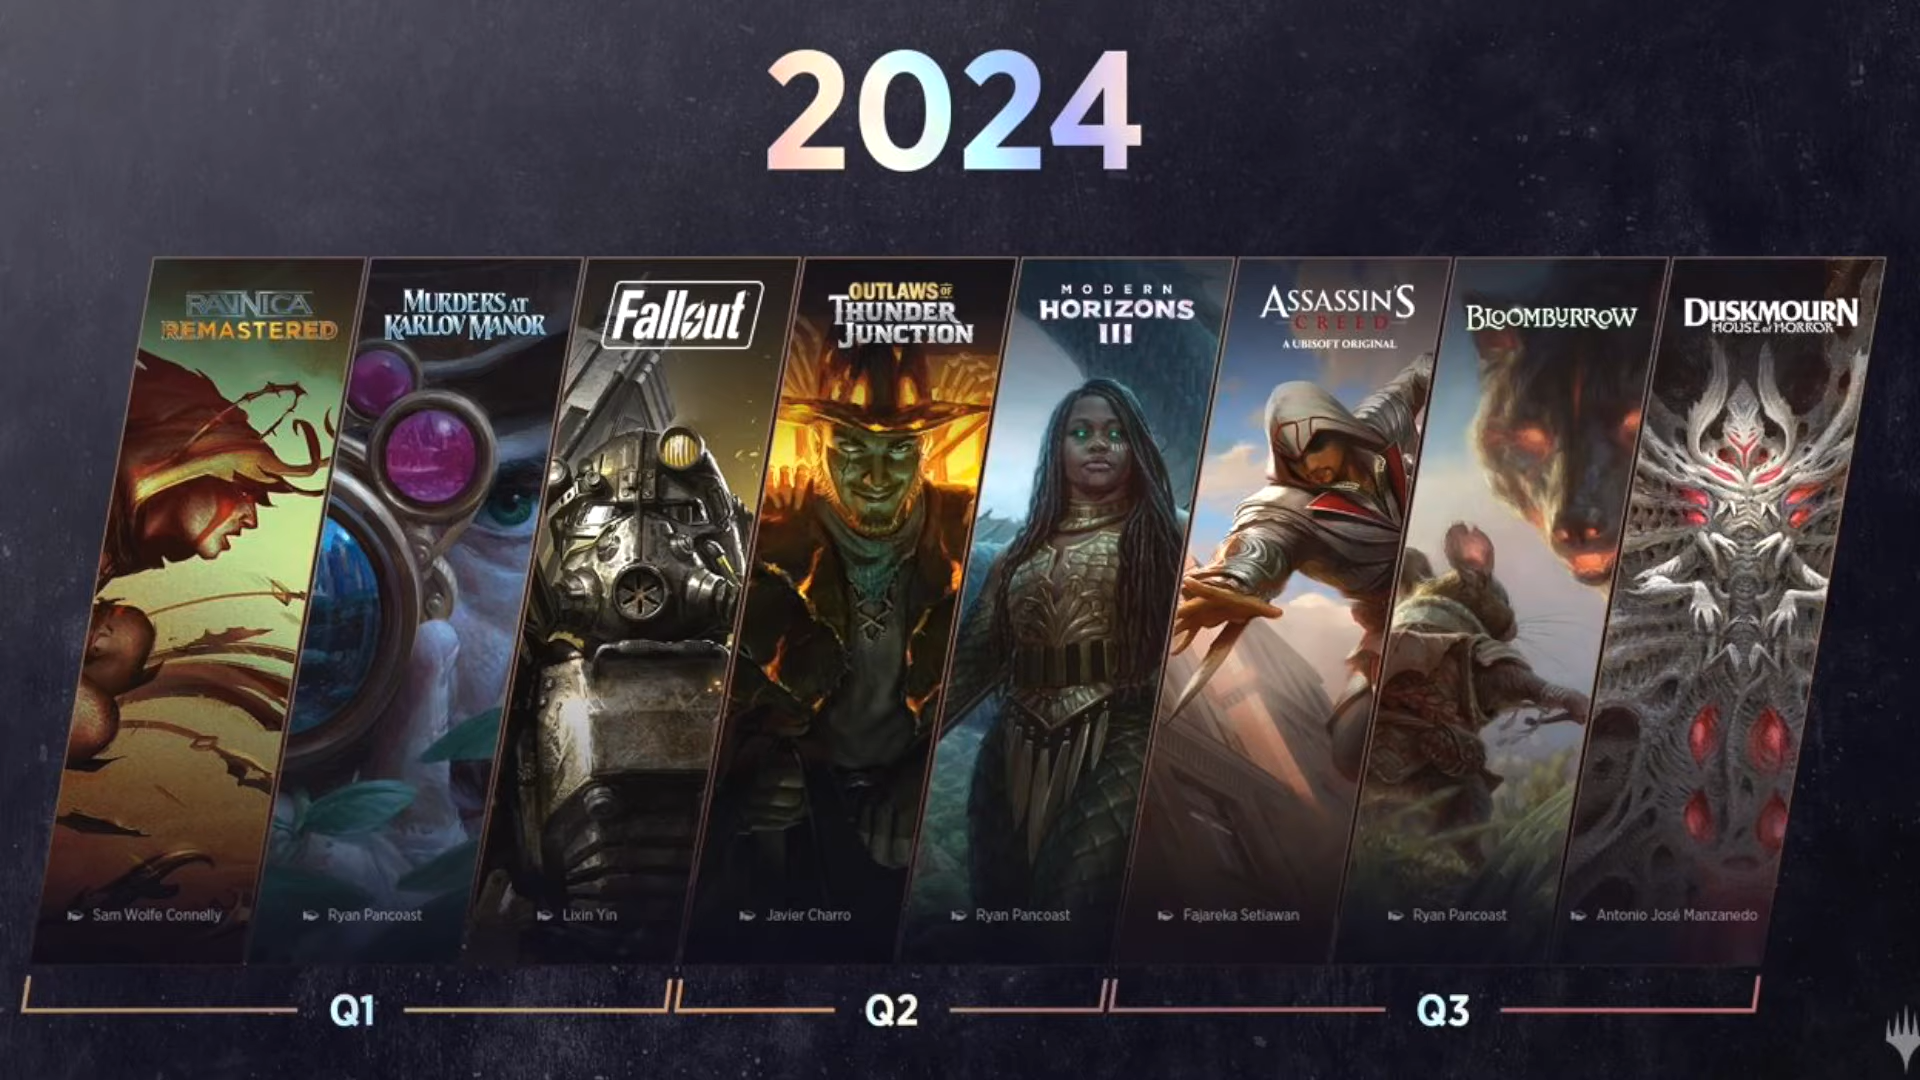 2024
RAVNICA
REMASTERED
MURDERS AT
KARLOV MANOR
Fallout
OUTLAWS OF
THUNDER
JUNCTION
MODERN
HORIZONS
III
ASSASSIN'S
CREED
A UBISOFT ORIGINAL
BLOOMBURROW
DUSKMOURN
HOUSE of HORROR
Sam Wolfe Connelly
Ryan Pancoast
Lixin Yin
Javier Charro
Ryan Pancoast
Fajareka Setiawan
Ryan Pancoast
Antonio José Manzanedo
Q1
Q2
Q3